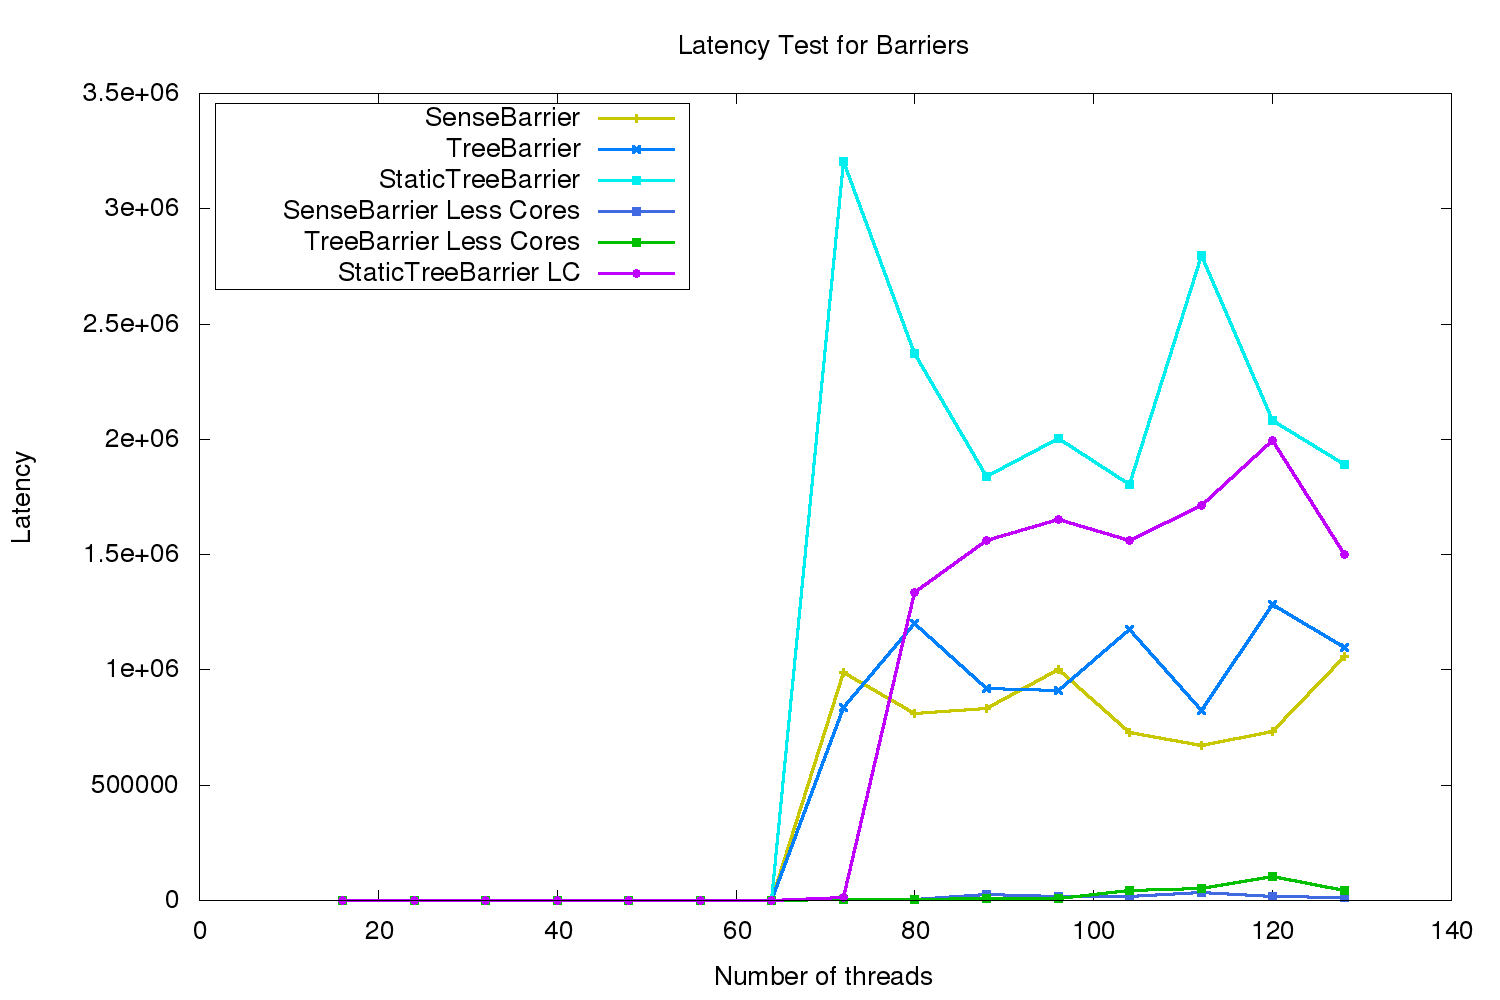 Latency Test for Barriers
3.5e+06
3e+06
2.5e+06
2e+06
1.5e+06
1e+06
500000
0
SenseBarrier
TreeBarrier
StaticTreeBarrier
SenseBarrier Less Cores
TreeBarrier Less Cores
StaticTreeBarrier LC
Latency
0 20 40 60 80 100 120 140
Number of threads